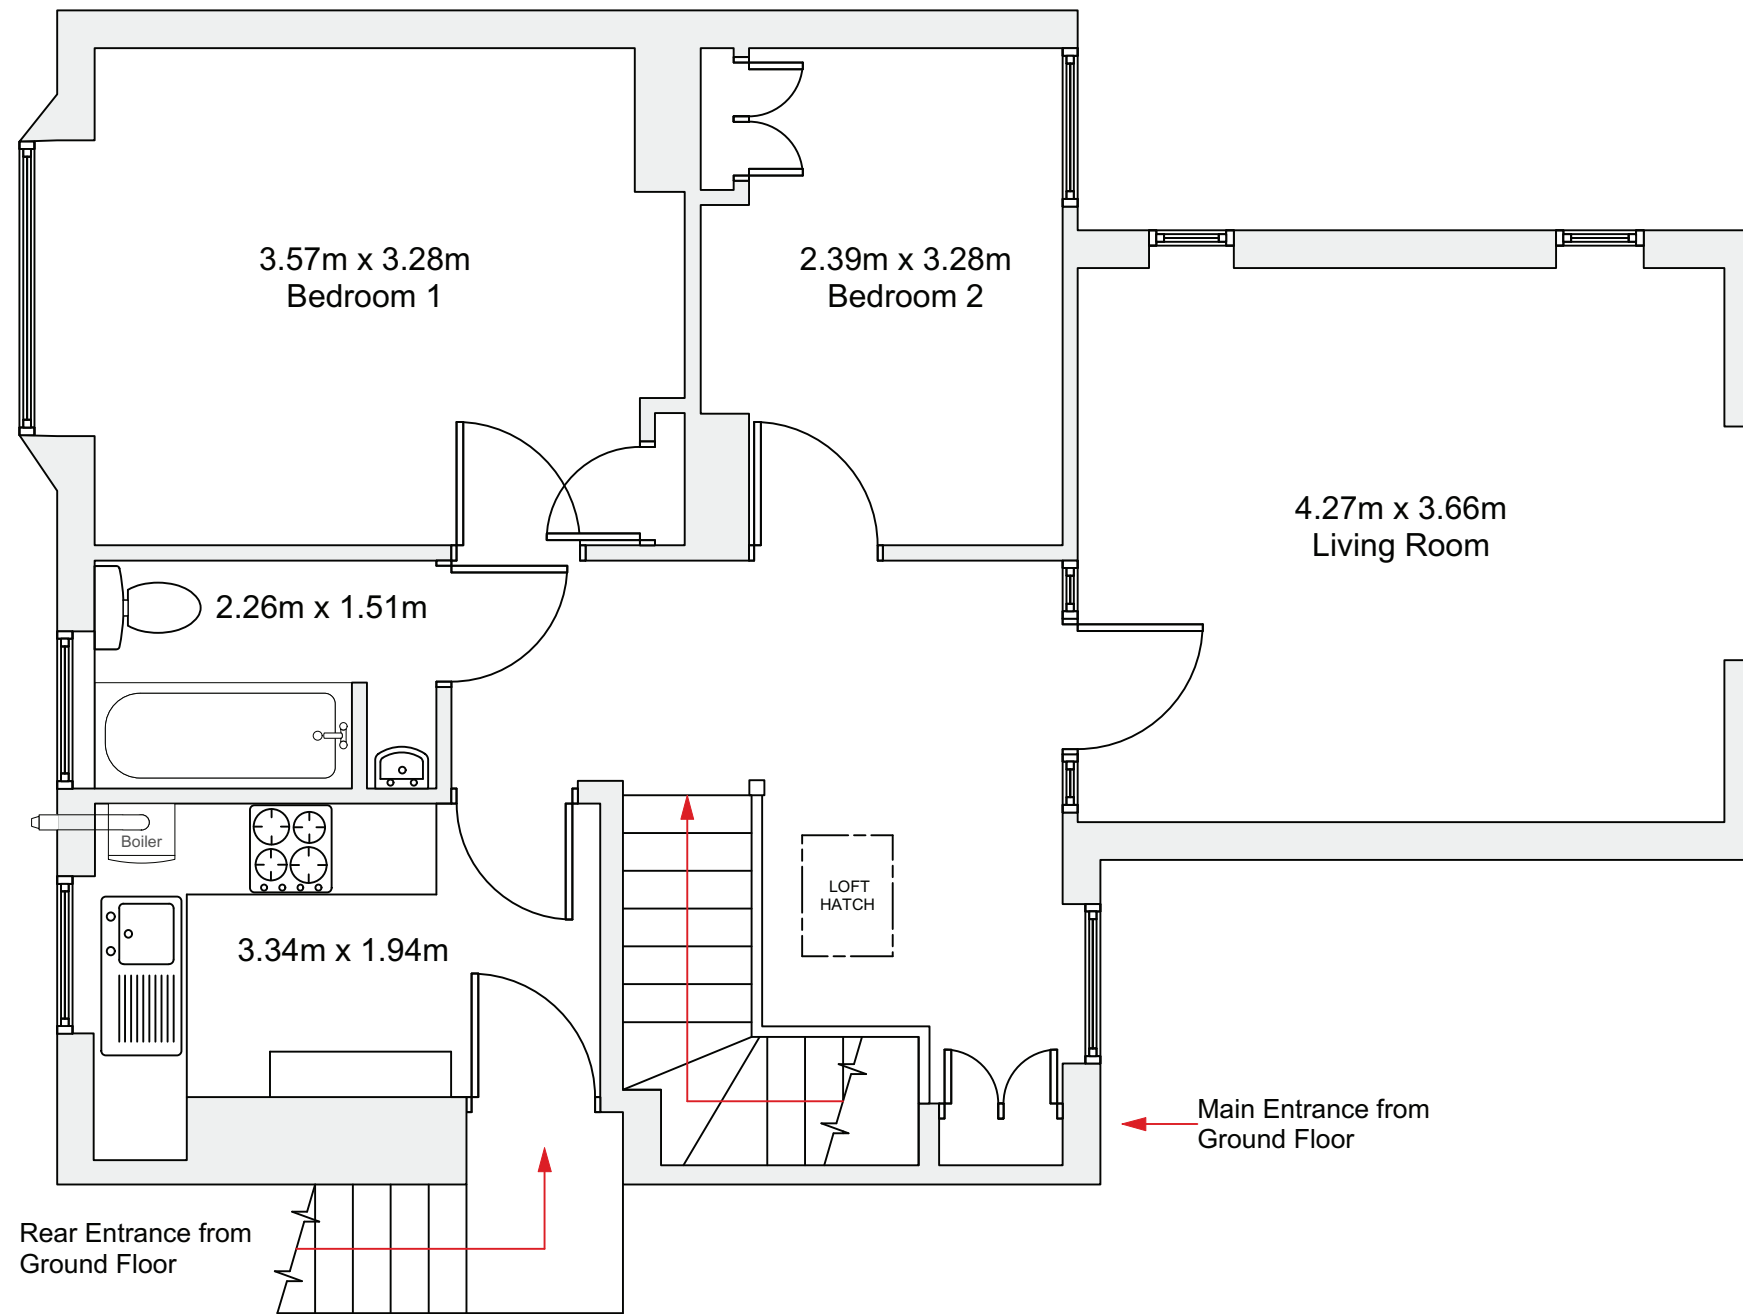 3.57m x 3.28m
Bedroom 1
2.39m x 3.28m
Bedroom 2
4.27m x 3.66m
Living Room
2.26m x 1.51m
Boiler
LOFT
HATCH
3.34m x 1.94m
Main Entrance from
Ground Floor
Rear Entrance from
Ground Floor